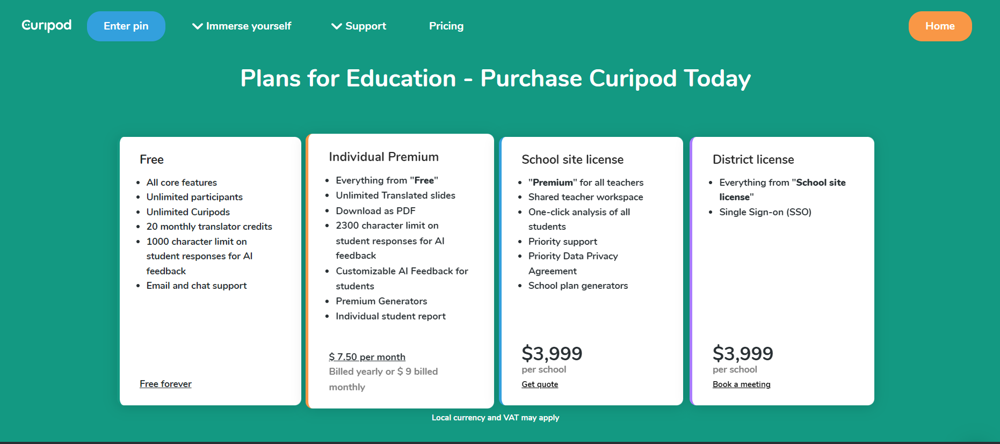 Curipod
Enter pin
Immerse yourself
Support
Pricing
Home
Plans for Education - Purchase Curipod Today
Free
• All core features
• Unlimited participants
• Unlimited Curipods
• 20 monthly translator credits
• 1000 character limit on
student responses for AI
feedback
• Email and chat support
Free forever
Individual Premium
• Everything from "Free"
• Unlimited Translated slides
• Download as PDF
• 2300 character limit on
student responses for AI
feedback
• Customizable AI Feedback for
students
• Premium Generators
• Individual student report
$ 7.50 per month
Billed yearly or $ 9 billed
monthly
School site license
• "Premium" for all teachers
• Shared teacher workspace
• One-click analysis of all
students
• Priority support
• Priority Data Privacy
Agreement
• School plan generators
$3,999
per school
Get quote
District license
• Everything from "School site
license"
• Single Sign-on (SSO)
$3,999
per school
Book a meeting
Local currency and VAT may apply